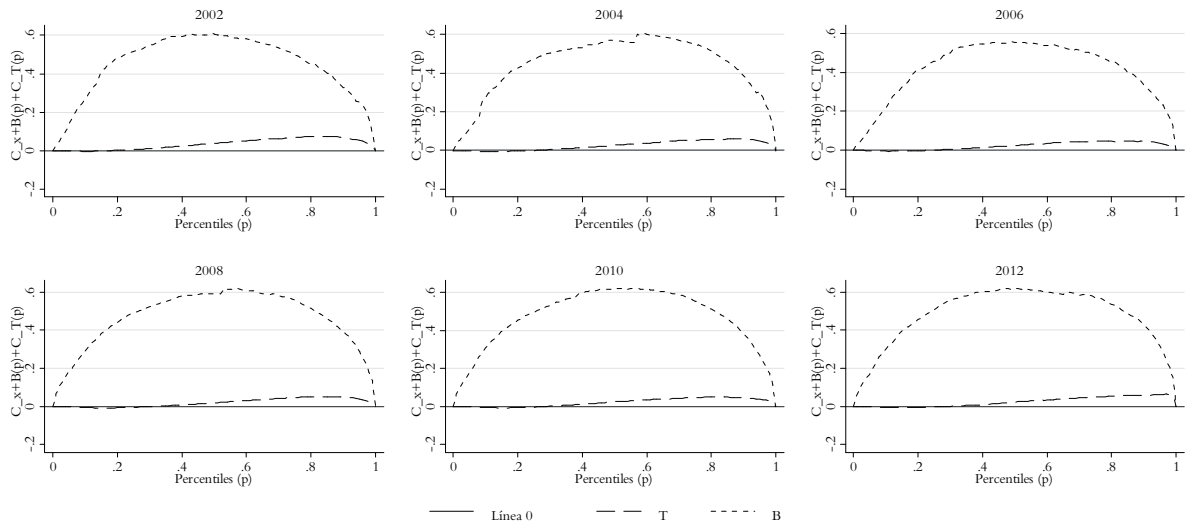 2002
C_x+B(p)+C_T(p)
.6
.4
.2
0
-.2
0 .2 .4 .6 .8 1
Percentiles (p)
2004
C_x+B(p)+C_T(p)
.6
.4
.2
0
-.2
0 .2 .4 .6 .8 1
Percentiles (p)
2006
C_x+B(p)+C_T(p)
.6
.4
.2
0
-.2
0 .2 .4 .6 .8 1
Percentiles (p)
2008
C_x+B(p)+C_T(p)
.6
.4
.2
0
-.2
0 .2 .4 .6 .8 1
Percentiles (p)
2010
C_x+B(p)+C_T(p)
.6
.4
.2
0
-.2
0 .2 .4 .6 .8 1
Percentiles (p)
2012
C_x+B(p)+C_T(p)
.6
.4
.2
0
-.2
0 .2 .4 .6 .8 1
Percentiles (p)
Línea 0 T B